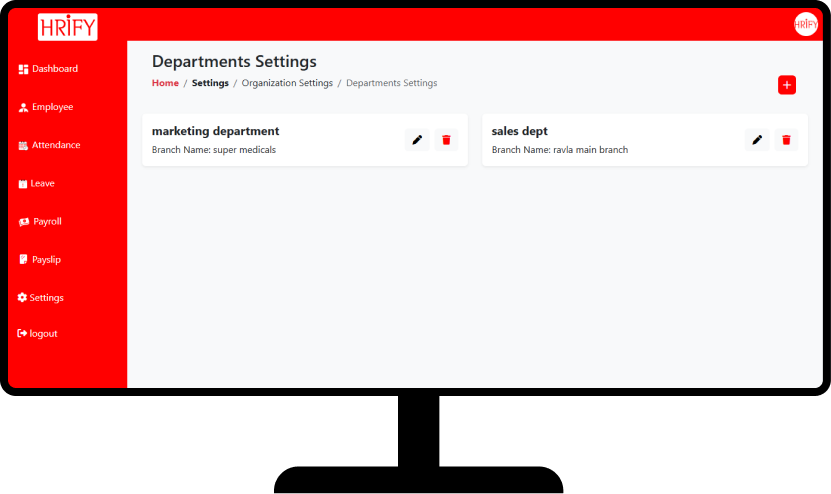 HRIFY
HRIFY
Dashboard
Employee
Attendance
Leave
Payroll
Payslip
Settings
logout
Departments Settings
Home / Settings / Organization Settings / Departments Settings
marketing department
Branch Name: super medicals
sales dept
Branch Name: ravla main branch